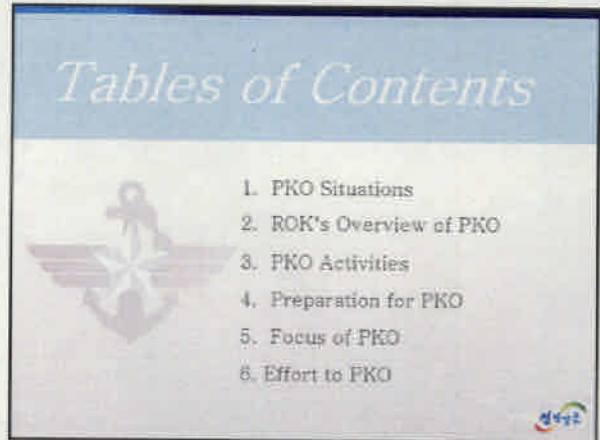 Tables of Contents
1. PKO Situations
2. ROK's Overview of PKO
3. PKO Activities
4. Preparation for PKO
5. Focus of PKO
6. Effort to PKO